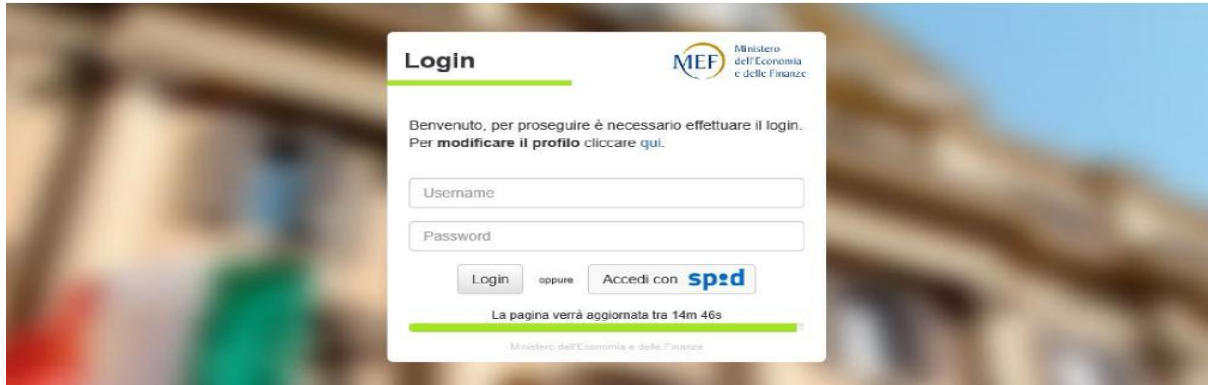 Login
MEF
Ministero
dell'Economia
e delle Finanze
Benvenuto, per proseguire è necessario effettuare il login.
Per modificare il profilo cliccare qui.
Username
Password
Login oppure Accedi con spid
La pagina verrà aggiornata tra 14m 46s
Ministero dell'Economia e delle Finanze